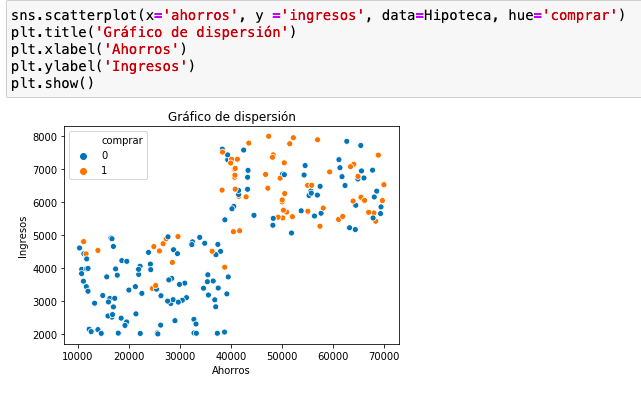 sns.scatterplot(x='ahorros', y ='ingresos', data=Hipoteca, hue='comprar')
plt.title('Gráfico de dispersión')
plt.xlabel('Ahorros')
plt.ylabel('Ingresos')
plt.show()
Gráfico de dispersión
8000
7000
6000
5000
4000
3000
2000
Ingresos
comprar
0
1
10000 20000 30000 40000 50000 60000 70000
Ahorros